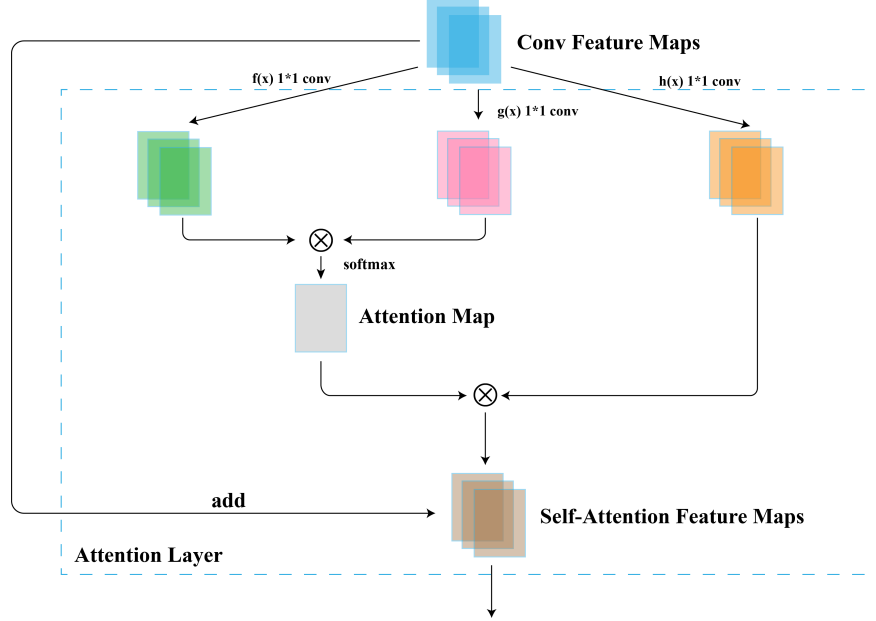 Conv Feature Maps
f(x) 1*1 conv
h(x) 1*1 conv
g(x) 1*1 conv
softmax
Attention Map
add
Self-Attention Feature Maps
Attention Layer